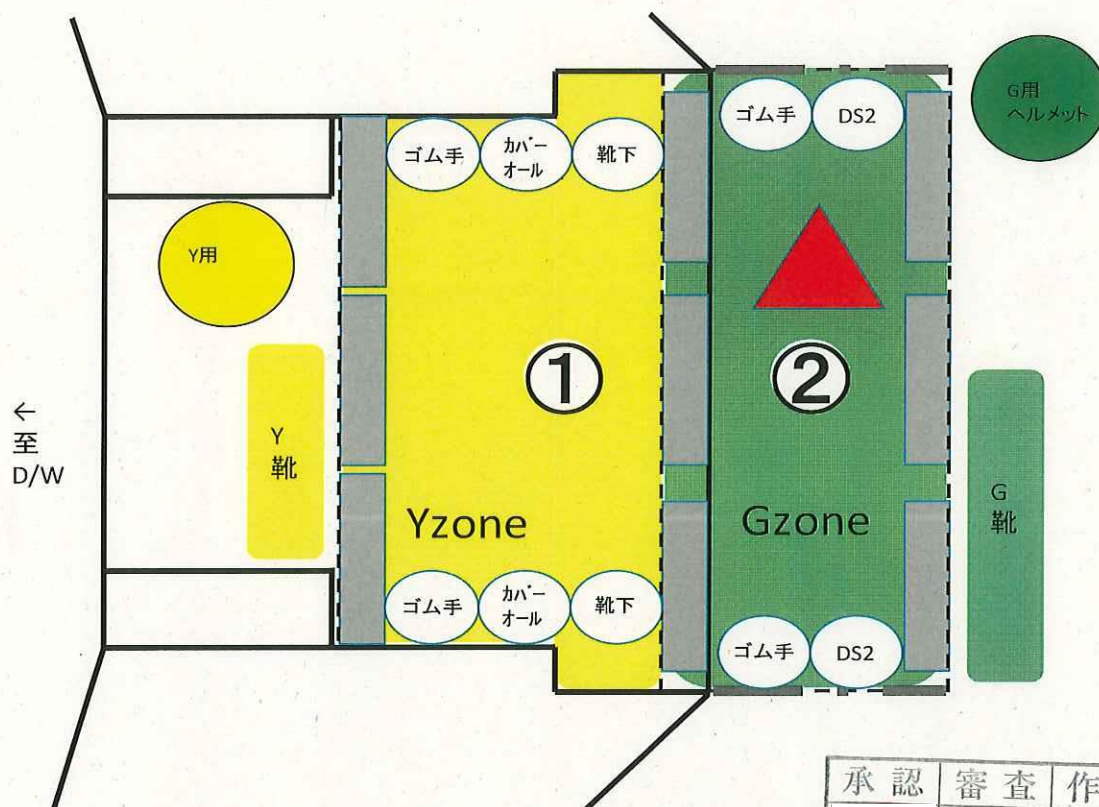 G用
ヘルメット
ゴム手
カバー
オール
靴下
ゴム手
DS2
Y用
①
②
←
至
D/W
Y
靴
G
靴
Yzone
Gzone
ゴム手
カバー
オール
靴下
ゴム手
DS2
承認
審査
作